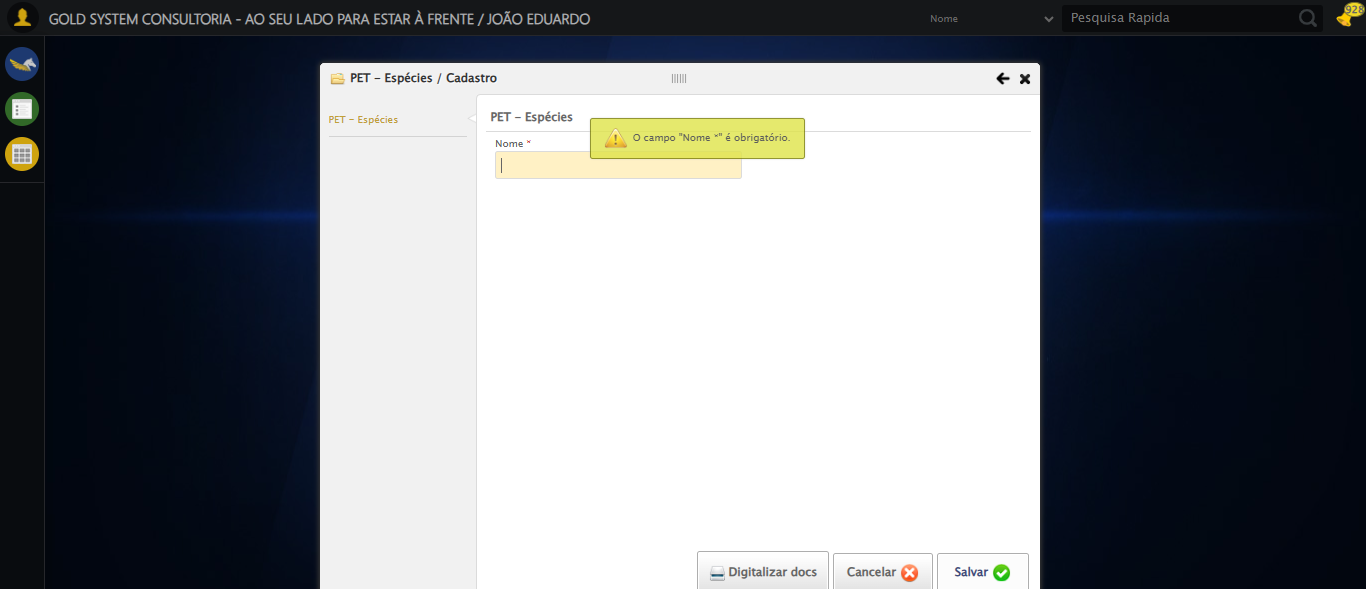 GOLD SYSTEM CONSULTORIA - AO SEU LADO PARA ESTAR À FRENTE / JOÃO EDUARDO
Nome
Pesquisa Rapida
928
PET - Espécies / Cadastro
PET - Espécies
PET - Espécies
O campo "Nome *" é obrigatório.
Nome *
Digitalizar docs
Cancelar
Salvar